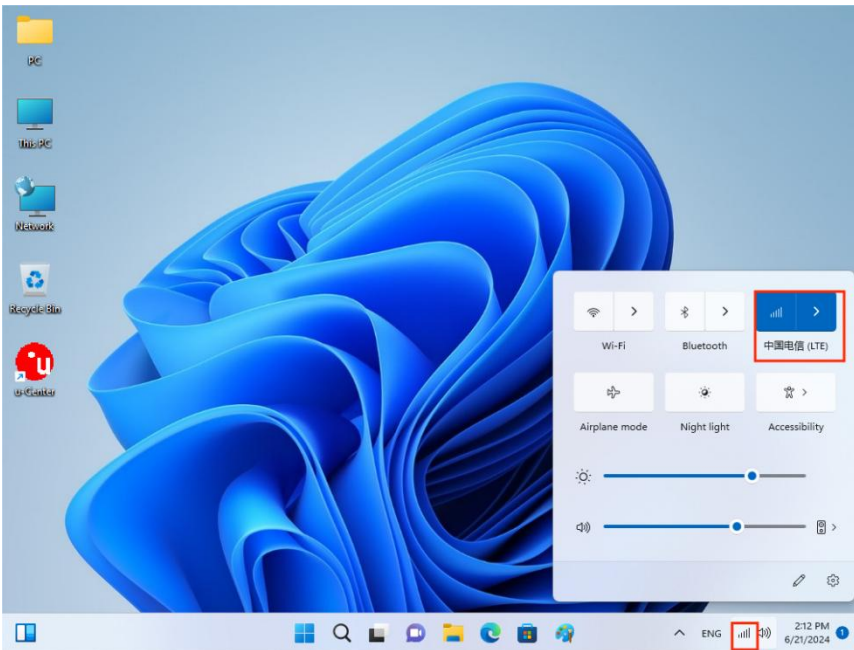 PC
This PC
Network
Recycle Bin
u-Center
Wi-Fi
Bluetooth
中国电信 (LTE)
Airplane mode
Night light
Accessibility
ENG
2:12 PM
6/21/2024
1